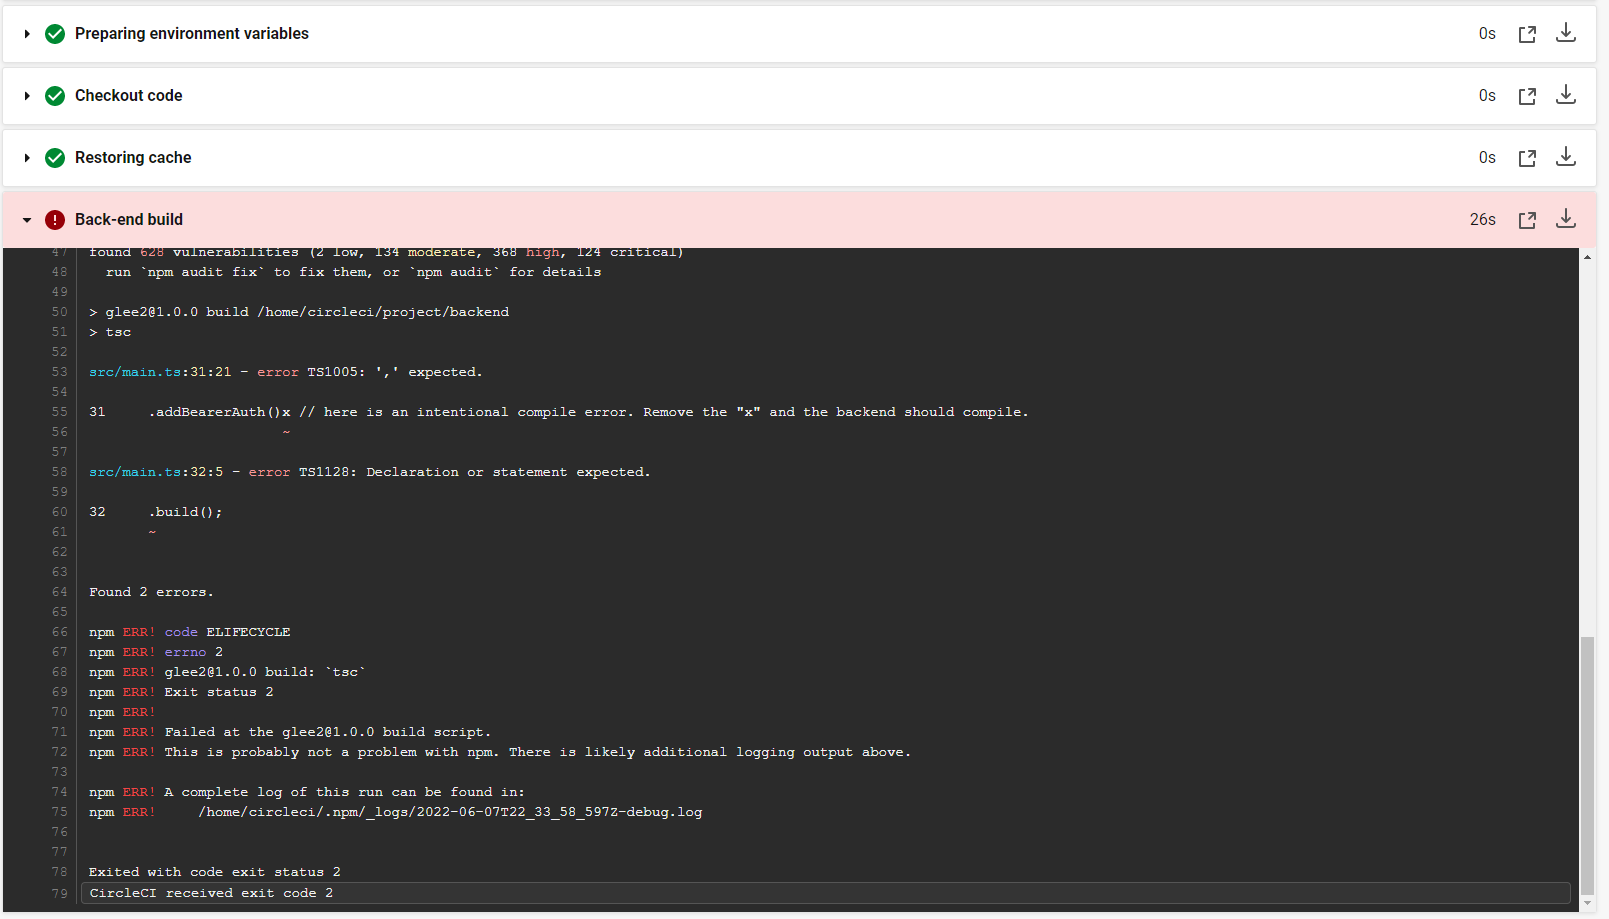 Preparing environment variables 0s
Checkout code 0s
Restoring cache 0s
Back-end build 26s
47 found 628 vulnerabilities (2 low, 134 moderate, 368 high, 124 critical)
48 run `npm audit fix` to fix them, or `npm audit` for details
49
50 > glee2@1.0.0 build /home/circleci/project/backend
51 > tsc
52
53 src/main.ts:31:21 - error TS1005: ',' expected.
54
55 31 .addBearerAuth()x // here is an intentional compile error. Remove the "x" and the backend should compile.
56 ~
57
58 src/main.ts:32:5 - error TS1128: Declaration or statement expected.
59
60 32 .build();
61 ~
62
63
64 Found 2 errors.
65
66 npm ERR! code ELIFECYCLE
67 npm ERR! errno 2
68 npm ERR! glee2@1.0.0 build: `tsc`
69 npm ERR! Exit status 2
70 npm ERR!
71 npm ERR! Failed at the glee2@1.0.0 build script.
72 npm ERR! This is probably not a problem with npm. There is likely additional logging output above.
73
74 npm ERR! A complete log of this run can be found in:
75 npm ERR! /home/circleci/.npm/_logs/2022-06-07T22_33_58_597Z-debug.log
76
77
78 Exited with code exit status 2
79 CircleCI received exit code 2